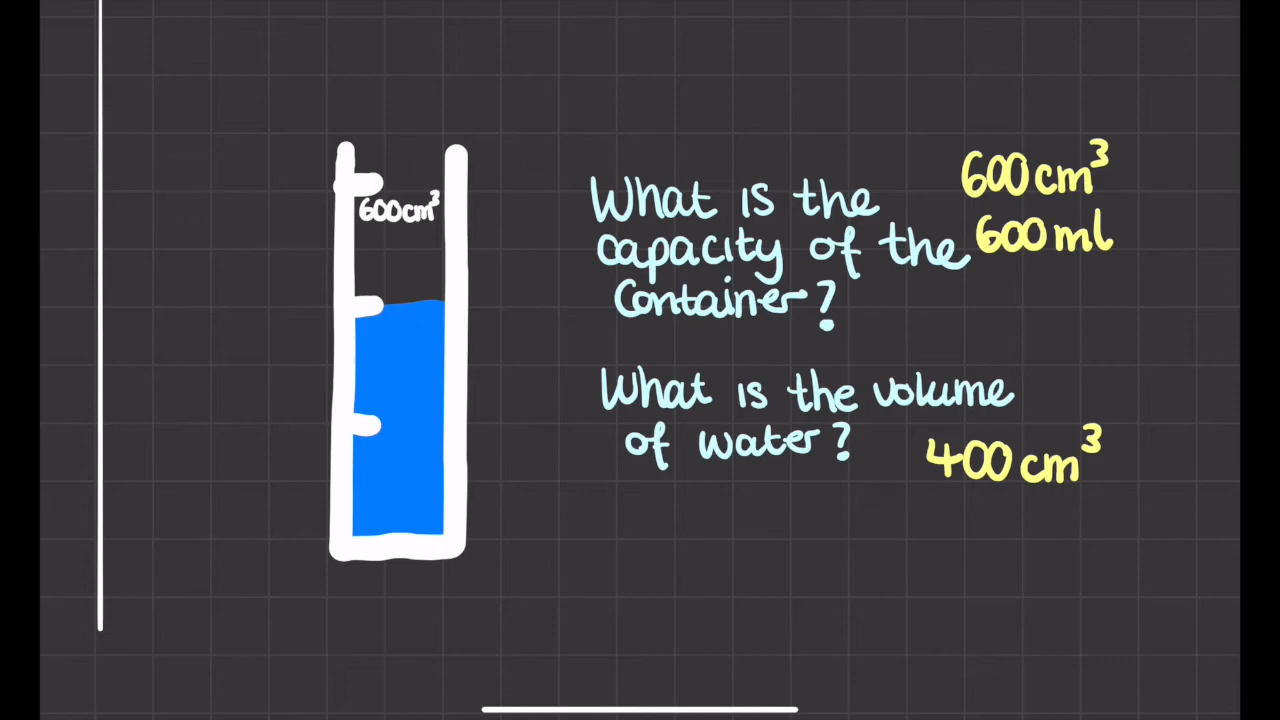 600cm³
What is the
capacity of the
Container?
600cm³
600ml
What is the volume
of water?
400cm³